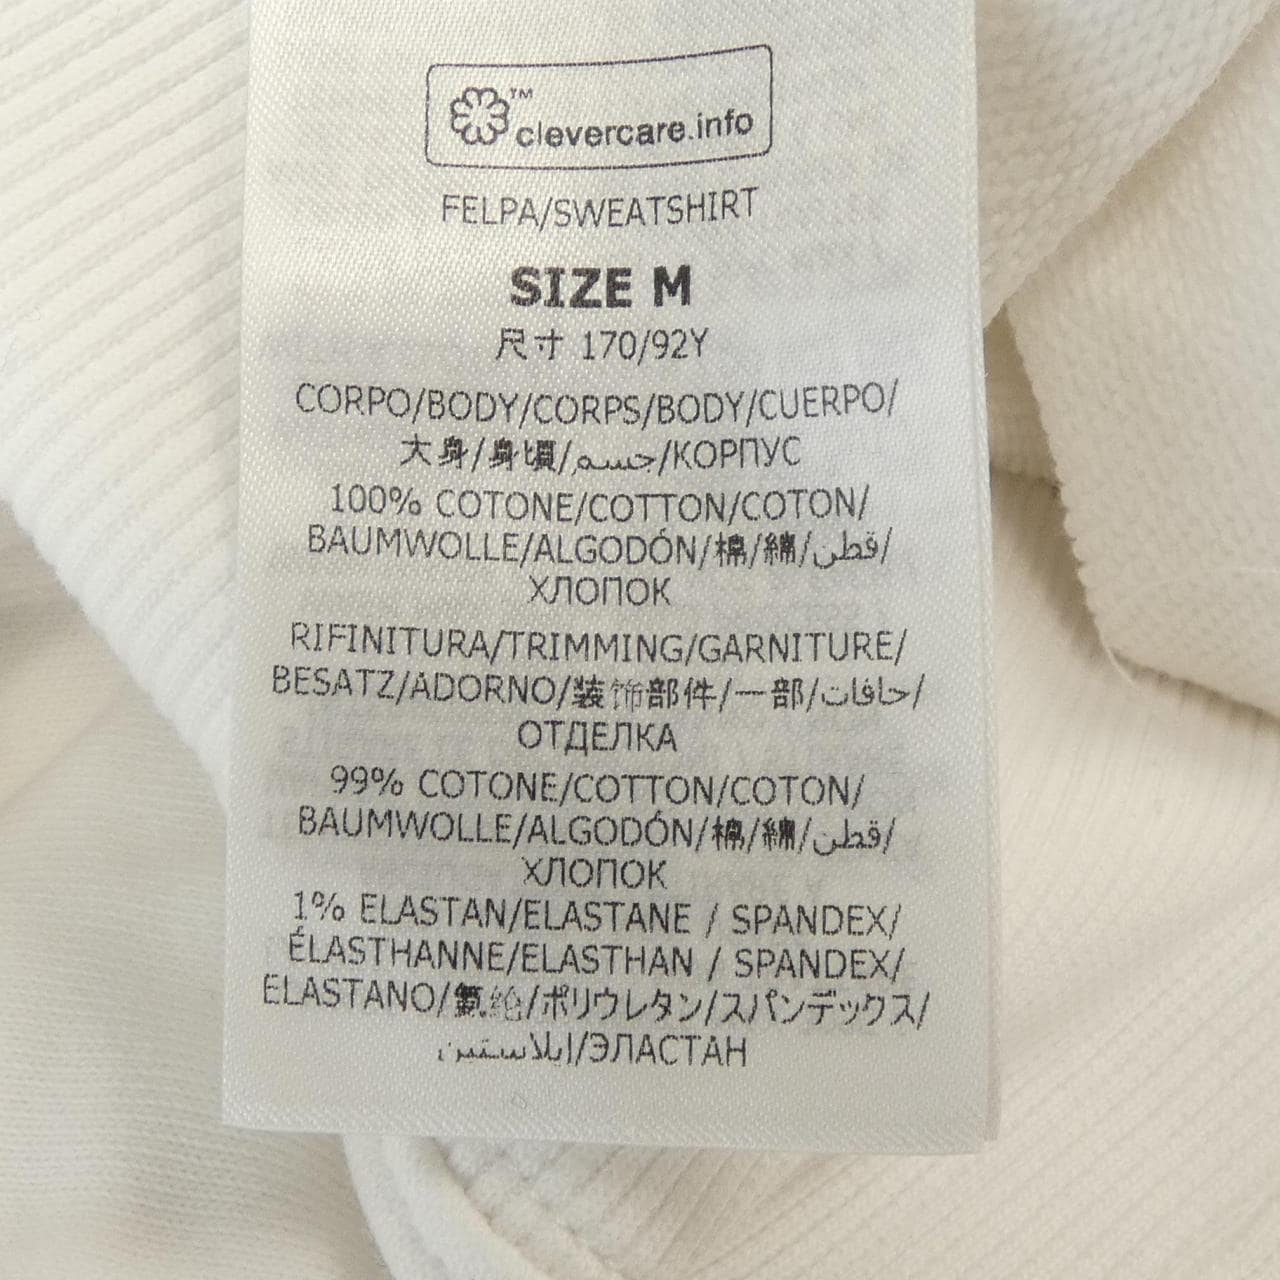 ™ clevercare.info
FELPA/SWEATSHIRT
SIZE M
尺寸 170/92Y
CORPO/BODY/CORPS/BODY/CUERPO/
大身/身頃/جسم/КОРПУС
100% COTONE/COTTON/COTON/
BAUMWOLLE/ALGODÓN/棉/綿/قطن/
ХЛОПОК
RIFINITURA/TRIMMING/GARNITURE/
BESATZ/ADORNO/装饰部件/一部/حافات/
ОТДЕЛКА
99% COTONE/COTTON/COTON/
BAUMWOLLE/ALGODÓN/棉/綿/قطن/
ХЛОПОК
1% ELASTAN/ELASTANE / SPANDEX/
ÉLASTHANNE/ELASTHAN / SPANDEX/
ELASTANO/氨纶/ポリウレタン/スパンデックス/
إيلاستين/ЭЛАСТАН